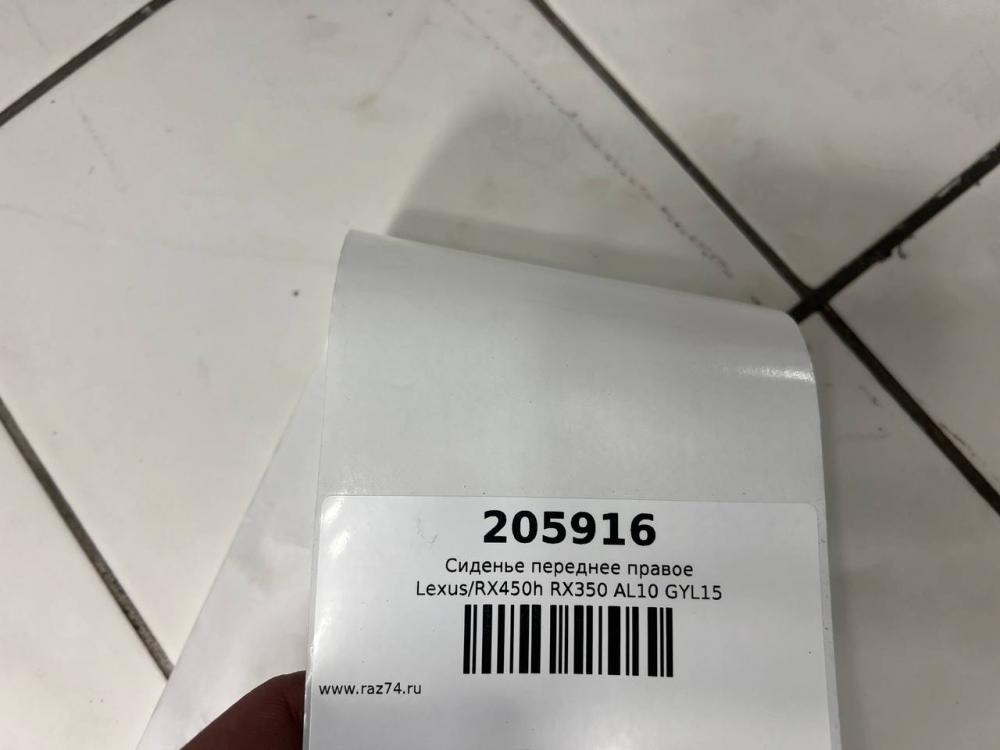 205916
Сиденье переднее правое
Lexus/RX450h RX350 AL10 GYL15
www.raz74.ru